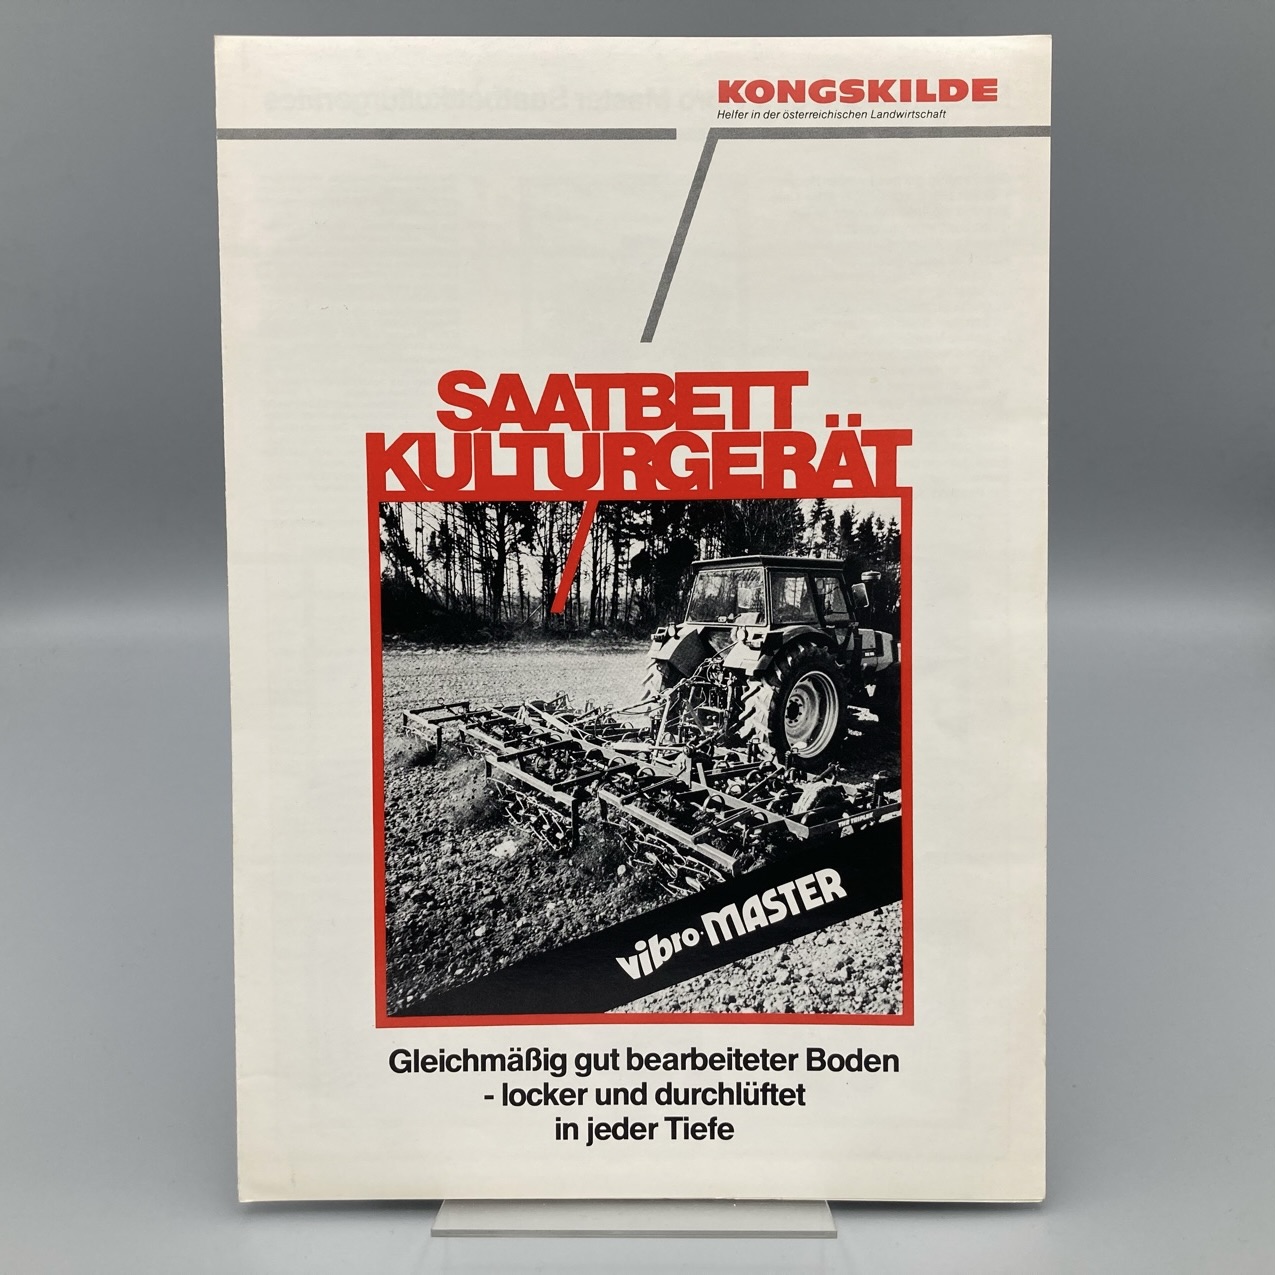 KONGSKILDE
Helfer in der österreichischen Landwirtschaft
SAATBETT
KULTURGERÄT
TRIPLEX
vibro-MASTER
Gleichmäßig gut bearbeiteter Boden
- locker und durchlüftet
in jeder Tiefe